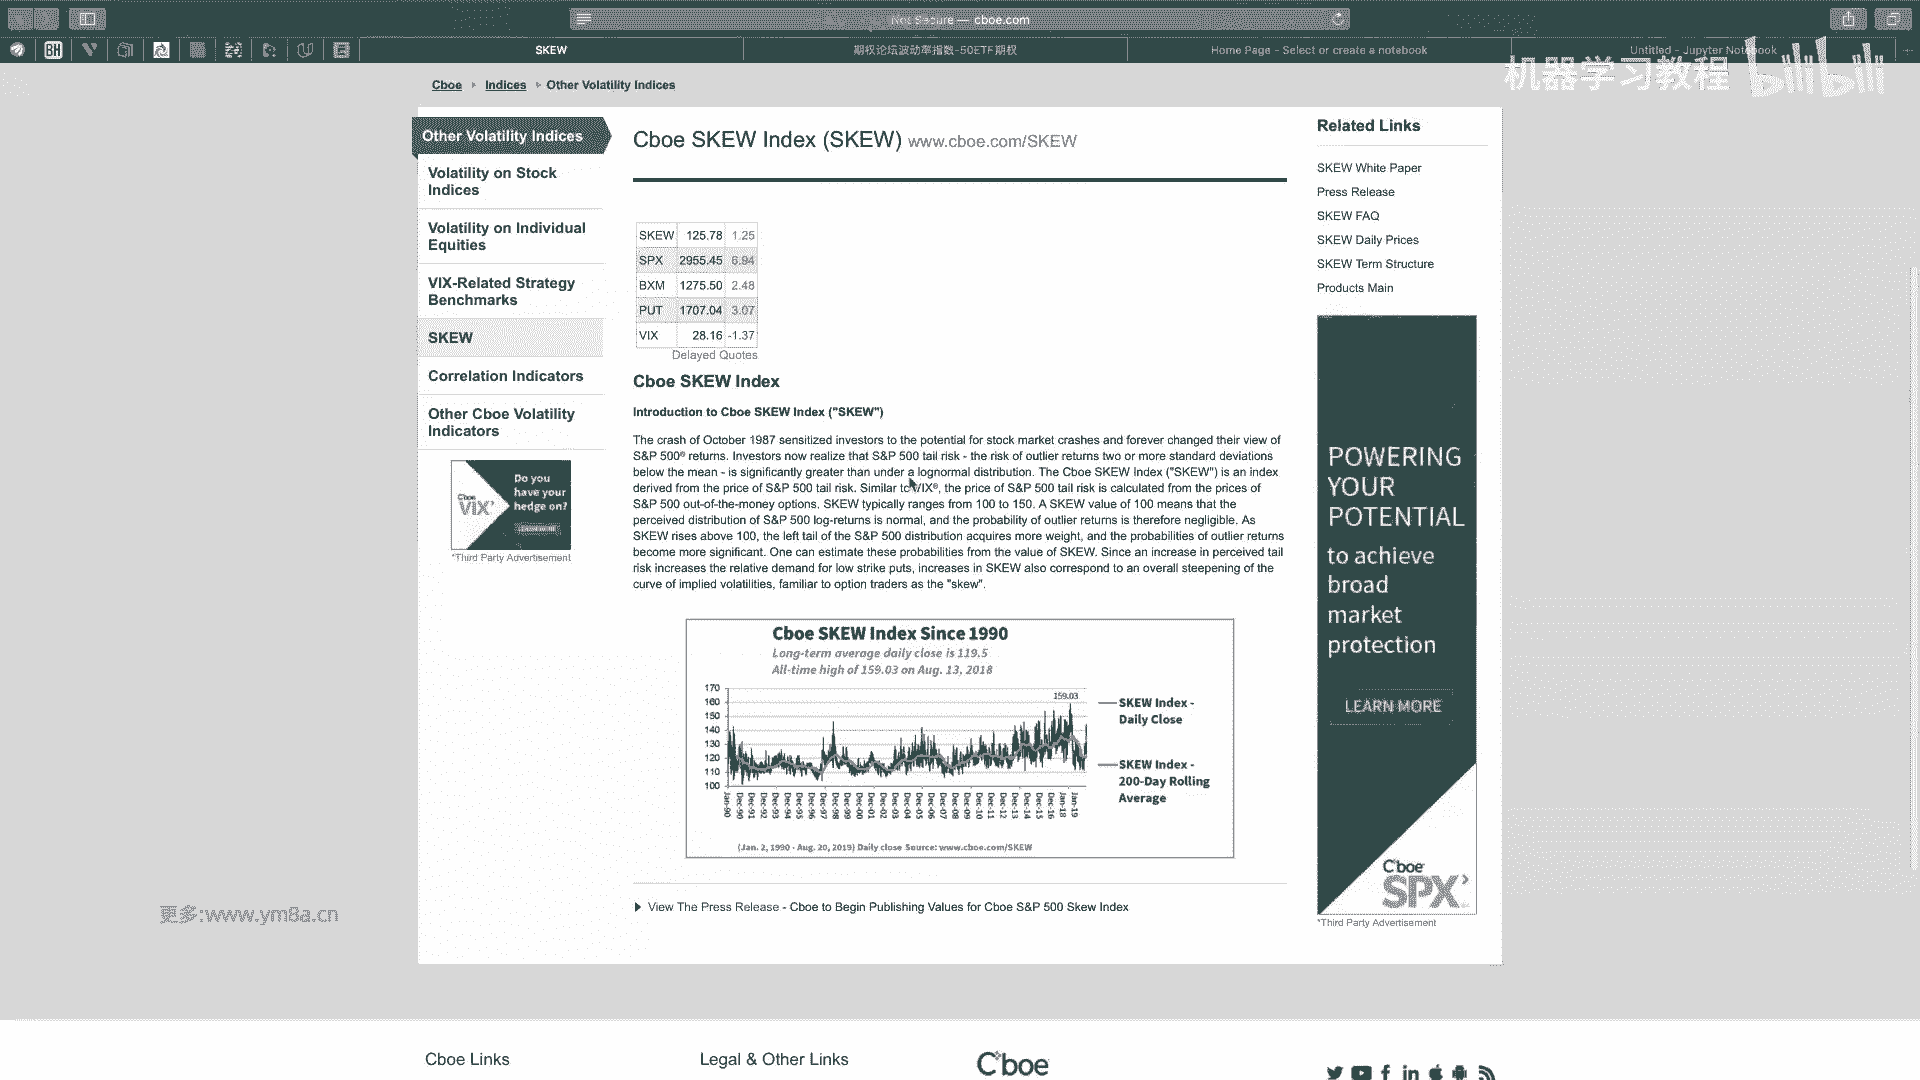 Not Secure — cboe.com
BH
SKEW
期权论坛波动率指数-50ETF期权
Home Page - Select or create a notebook
Untitled - Jupyter Notebook
机器学习教程 bilibili
Cboe Indices Other Volatility Indices
Other Volatility Indices
Volatility on Stock
Indices
Volatility on Individual
Equities
VIX-Related Strategy
Benchmarks
SKEW
Correlation Indicators
Other Cboe Volatility
Indicators
Cboe
VIX
Do you
have your
hedge on?
*Third Party Advertisement
Cboe SKEW Index (SKEW) www.cboe.com/SKEW
SKEW 125.78 1.25
SPX 2955.45 6.94
BXM 1275.50 2.48
PUT 1707.04 3.07
VIX 28.16 -1.37
Delayed Quotes
Cboe SKEW Index
Introduction to Cboe SKEW Index ("SKEW")
The crash of October 1987 sensitized investors to the potential for stock market crashes and forever changed their view of
S&P 500® returns. Investors now realize that S&P 500 tail risk - the risk of outlier returns two or more standard deviations
below the mean - is significantly greater than under a lognormal distribution. The Cboe SKEW Index ("SKEW") is an index
derived from the price of S&P 500 tail risk. Similar to VIX®, the price of S&P 500 tail risk is calculated from the prices of
S&P 500 out-of-the-money options. SKEW typically ranges from 100 to 150. A SKEW value of 100 means that the
perceived distribution of S&P 500 log-returns is normal, and the probability of outlier returns is therefore negligible. As
SKEW rises above 100, the left tail of the S&P 500 distribution acquires more weight, and the probabilities of outlier returns
become more significant. One can estimate these probabilities from the value of SKEW. Since an increase in perceived tail
risk increases the relative demand for low strike puts, increases in SKEW also correspond to an overall steepening of the
curve of implied volatilities, familiar to option traders as the "skew".
Cboe SKEW Index Since 1990
Long-term average daily close is 119.5
All-time high of 159.03 on Aug. 13, 2018
170
160
150
140
130
120
110
100
159.03
Jan-90 Dec-90 Dec-91 Dec-92 Dec-93 Dec-94 Dec-95 Dec-96 Dec-97 Dec-98 Dec-99 Dec-00 Dec-01 Dec-02 Dec-03 Dec-04 Dec-05 Dec-06 Dec-07 Dec-08 Dec-09 Dec-10 Dec-11 Dec-12 Dec-13 Dec-14 Dec-15 Dec-16 Jan-18 Jan-19
SKEW Index -
Daily Close
SKEW Index -
200-Day Rolling
Average
(Jan. 2, 1990 - Aug. 20, 2019) Daily close Source: www.cboe.com/SKEW
View The Press Release - Cboe to Begin Publishing Values for Cboe S&P 500 Skew Index
Related Links
SKEW White Paper
Press Release
SKEW FAQ
SKEW Daily Prices
SKEW Term Structure
Products Main
POWERING
YOUR
POTENTIAL
to achieve
broad
market
protection
LEARN MORE
Cboe
SPX
*Third Party Advertisement
更多:www.ym8a.cn
Cboe Links
Legal & Other Links
Cboe